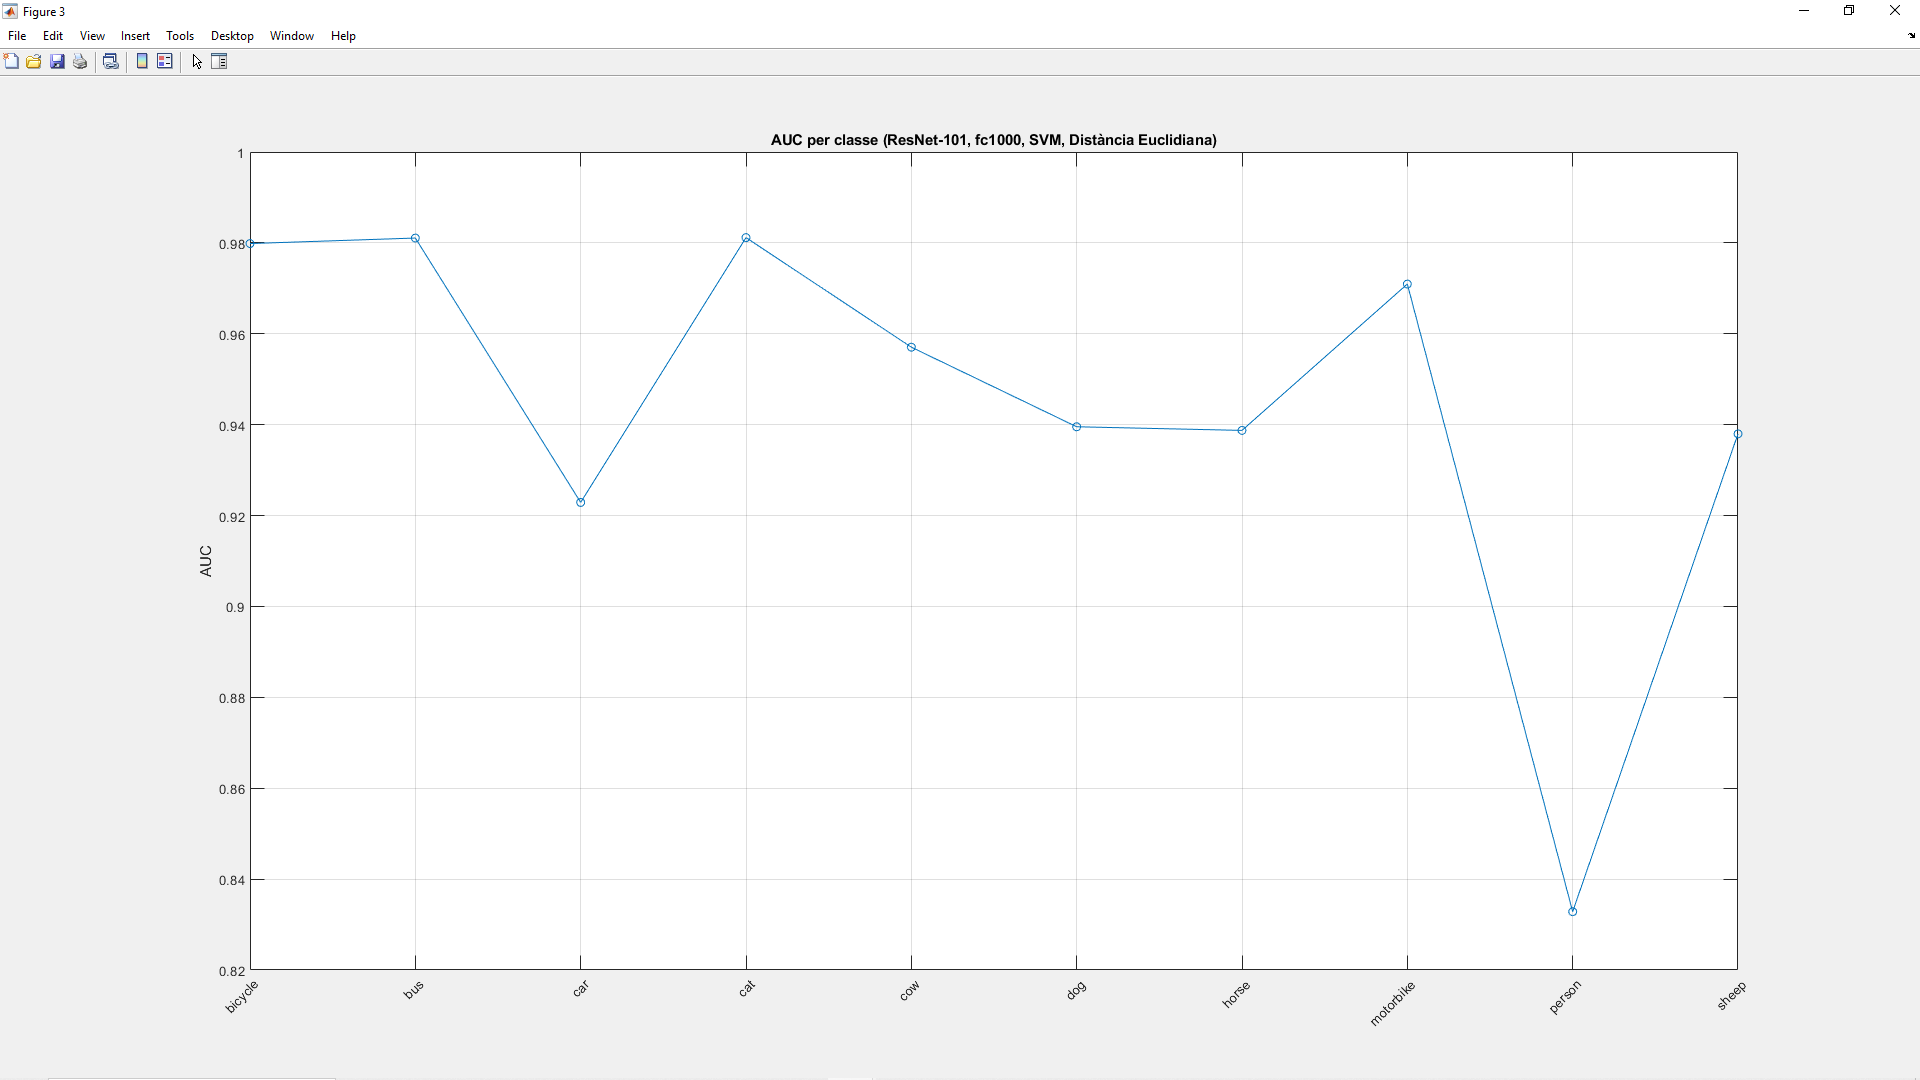 Figure 3
File Edit View Insert Tools Desktop Window Help
AUC per classe (ResNet-101, fc1000, SVM, Distància Euclidiana)
1
0.98
0.96
0.94
0.92
0.9
0.88
0.86
0.84
0.82
AUC
bicycle bus car cat cow dog horse motorbike person sheep